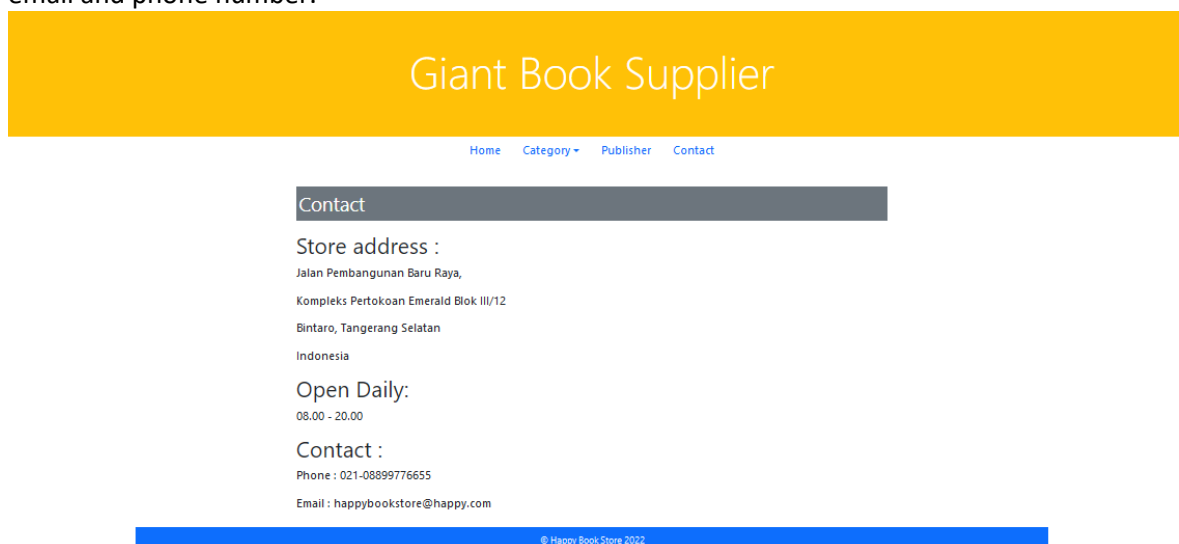 email and phone number.
Giant Book Supplier
Home Category Publisher Contact
Contact
Store address :
Jalan Pembangunan Baru Raya,
Kompleks Pertokoan Emerald Blok III/12
Bintaro, Tangerang Selatan
Indonesia
Open Daily:
08.00 - 20.00
Contact :
Phone : 021-08899776655
Email : happybookstore@happy.com
© Happy Book Store 2022